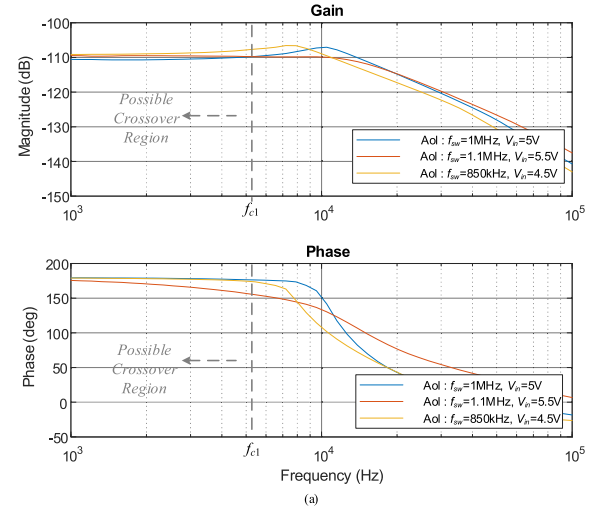 Gain
Magnitude (dB)
-100
-110
-120
-130
-140
-150
Possible
Crossover
Region
Aol : fsw=1MHz, Vin=5V
Aol : fsw=1.1MHz, Vin=5.5V
Aol : fsw=850kHz, Vin=4.5V
10³
fc1
10⁴
10⁵
Phase
Phase (deg)
200
150
100
50
0
-50
Possible
Crossover
Region
Aol : fsw=1MHz, Vin=5V
Aol : fsw=1.1MHz, Vin=5.5V
Aol : fsw=850kHz, Vin=4.5V
10³
fc1
10⁴
10⁵
Frequency (Hz)
(a)